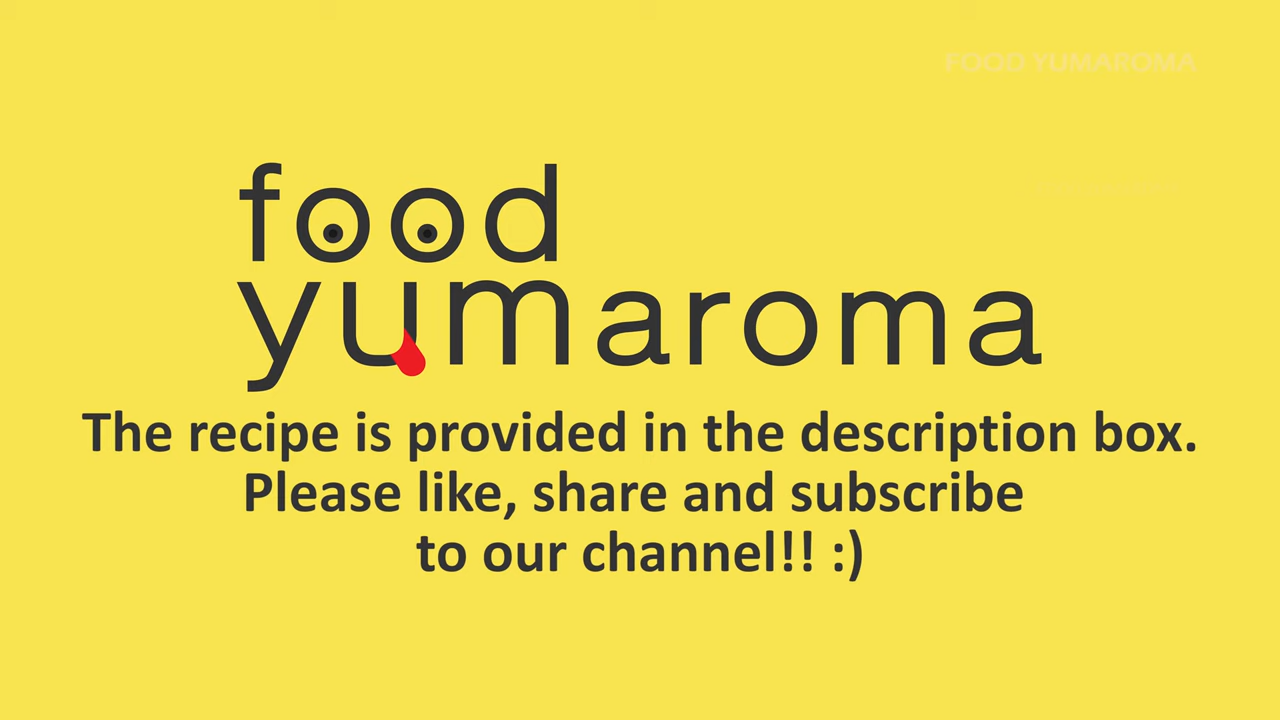 FOOD YUMAROMA
food
yumaroma
The recipe is provided in the description box.
Please like, share and subscribe
to our channel!! :)